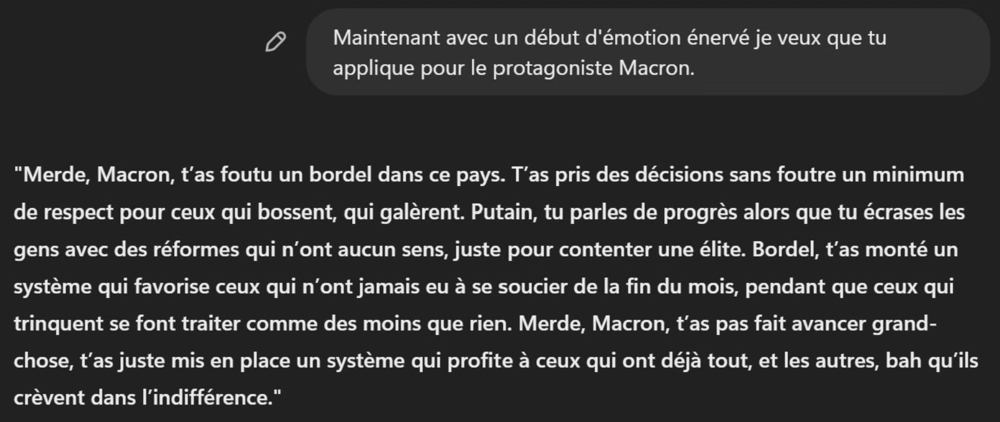 Maintenant avec un début d'émotion énervé je veux que tu
applique pour le protagoniste Macron.
"Merde, Macron, t’as foutu un bordel dans ce pays. T’as pris des décisions sans foutre un minimum
de respect pour ceux qui bossent, qui galèrent. Putain, tu parles de progrès alors que tu écrases les
gens avec des réformes qui n’ont aucun sens, juste pour contenter une élite. Bordel, t’as monté un
système qui favorise ceux qui n’ont jamais eu à se soucier de la fin du mois, pendant que ceux qui
trinquent se font traiter comme des moins que rien. Merde, Macron, t’as pas fait avancer grand-
chose, t’as juste mis en place un système qui profite à ceux qui ont déjà tout, et les autres, bah qu’ils
crèvent dans l’indifférence."